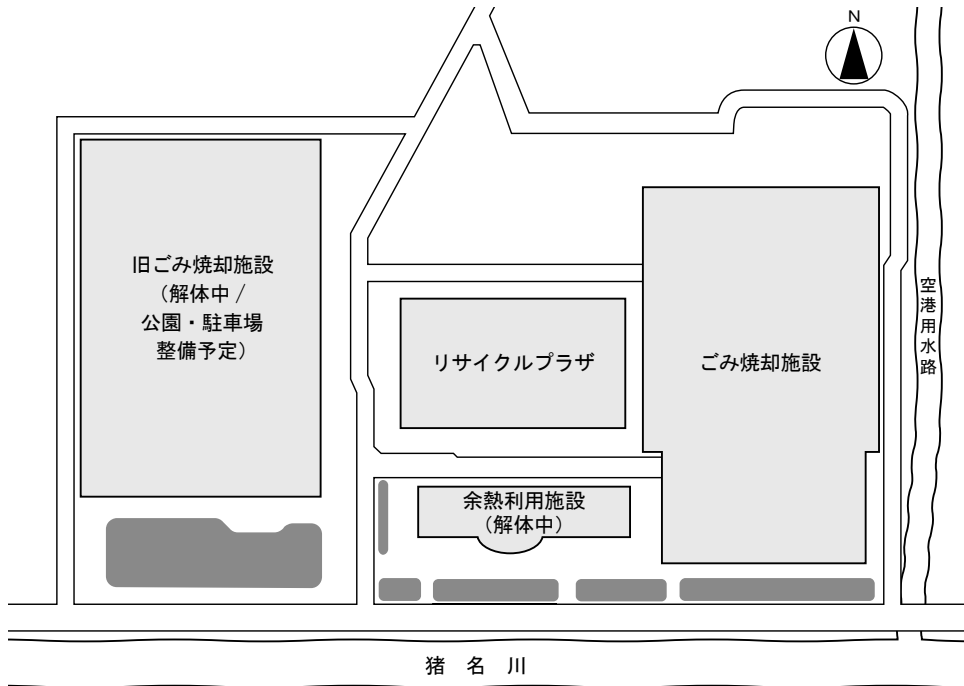 N
旧ごみ焼却施設
（解体中 /
公園・駐車場
整備予定）
リサイクルプラザ
ごみ焼却施設
空港用水路
余熱利用施設
（解体中）
猪 名 川